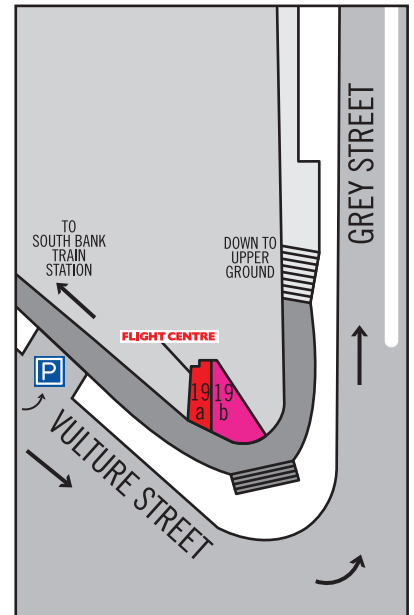 GREY STREET
TO
SOUTH BANK
TRAIN
STATION
DOWN TO
UPPER
GROUND
FLIGHT CENTRE
P
19
a
19
b
VULTURE STREET